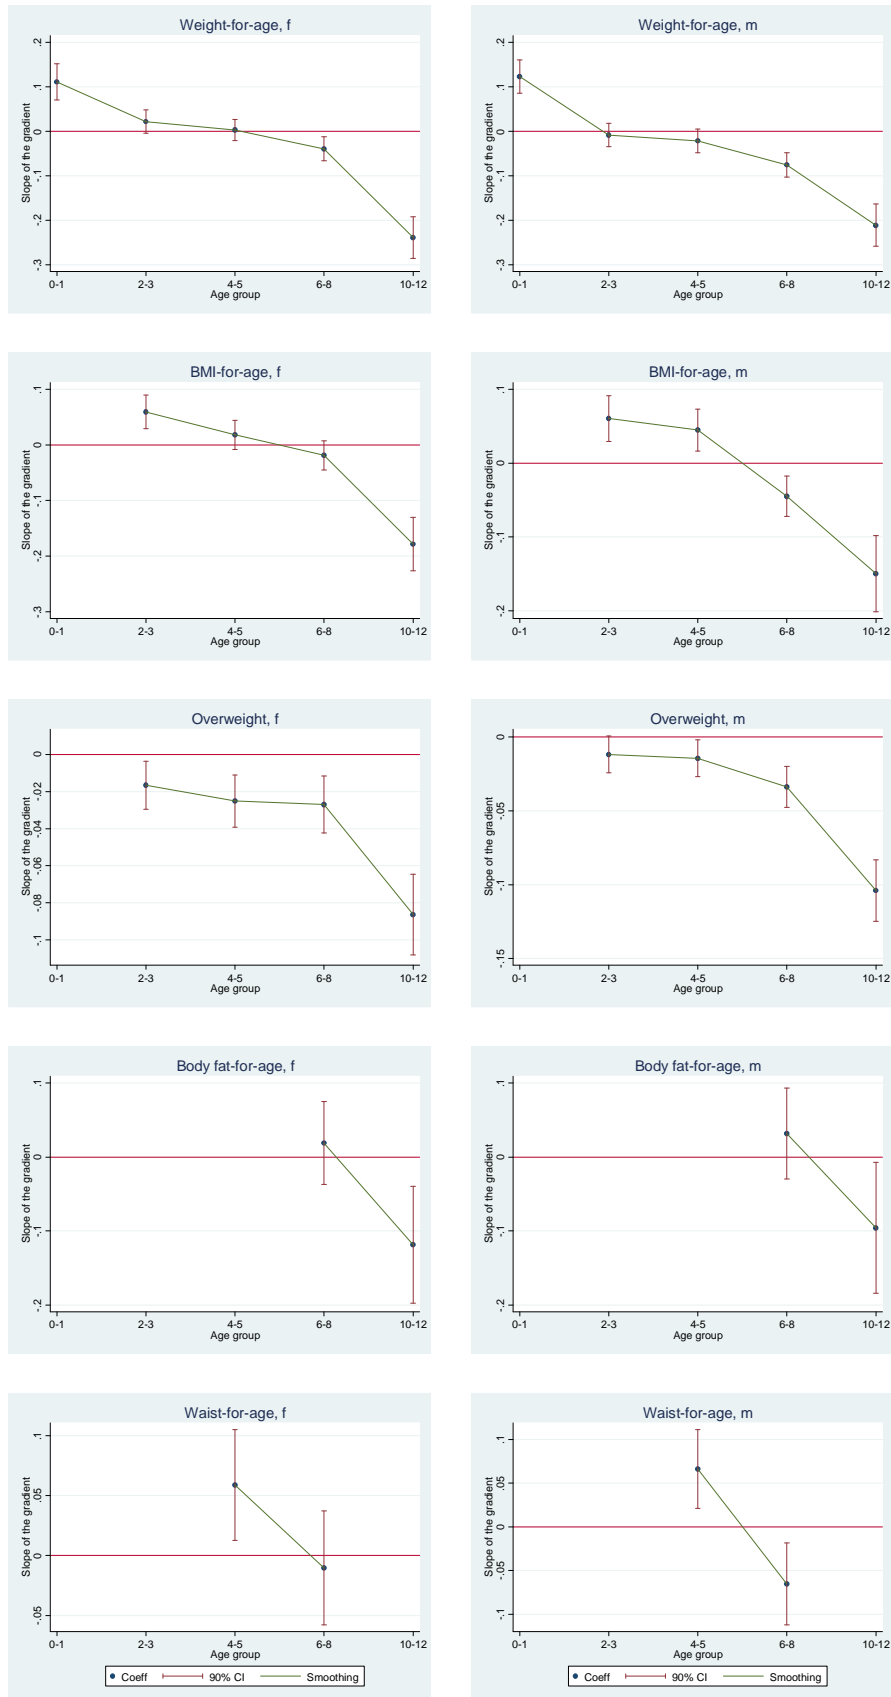 Weight-for-age, f
Slope of the gradient
.2
.1
0
-.1
-.2
-.3
0-1 2-3 4-5 6-8 10-12
Age group
Weight-for-age, m
Slope of the gradient
.2
.1
0
-.1
-.2
-.3
0-1 2-3 4-5 6-8 10-12
Age group
BMI-for-age, f
Slope of the gradient
.1
0
-.1
-.2
-.3
0-1 2-3 4-5 6-8 10-12
Age group
BMI-for-age, m
Slope of the gradient
.1
0
-.1
-.2
0-1 2-3 4-5 6-8 10-12
Age group
Overweight, f
Slope of the gradient
0
-.02
-.04
-.06
-.08
-.1
0-1 2-3 4-5 6-8 10-12
Age group
Overweight, m
Slope of the gradient
0
-.05
-.1
-.15
0-1 2-3 4-5 6-8 10-12
Age group
Body fat-for-age, f
Slope of the gradient
.1
0
-.1
-.2
0-1 2-3 4-5 6-8 10-12
Age group
Body fat-for-age, m
Slope of the gradient
.1
0
-.1
-.2
0-1 2-3 4-5 6-8 10-12
Age group
Waist-for-age, f
Slope of the gradient
.1
.05
0
-.05
0-1 2-3 4-5 6-8 10-12
Age group
Coeff 90% CI Smoothing
Waist-for-age, m
Slope of the gradient
.1
.05
0
-.05
-.1
0-1 2-3 4-5 6-8 10-12
Age group
Coeff 90% CI Smoothing